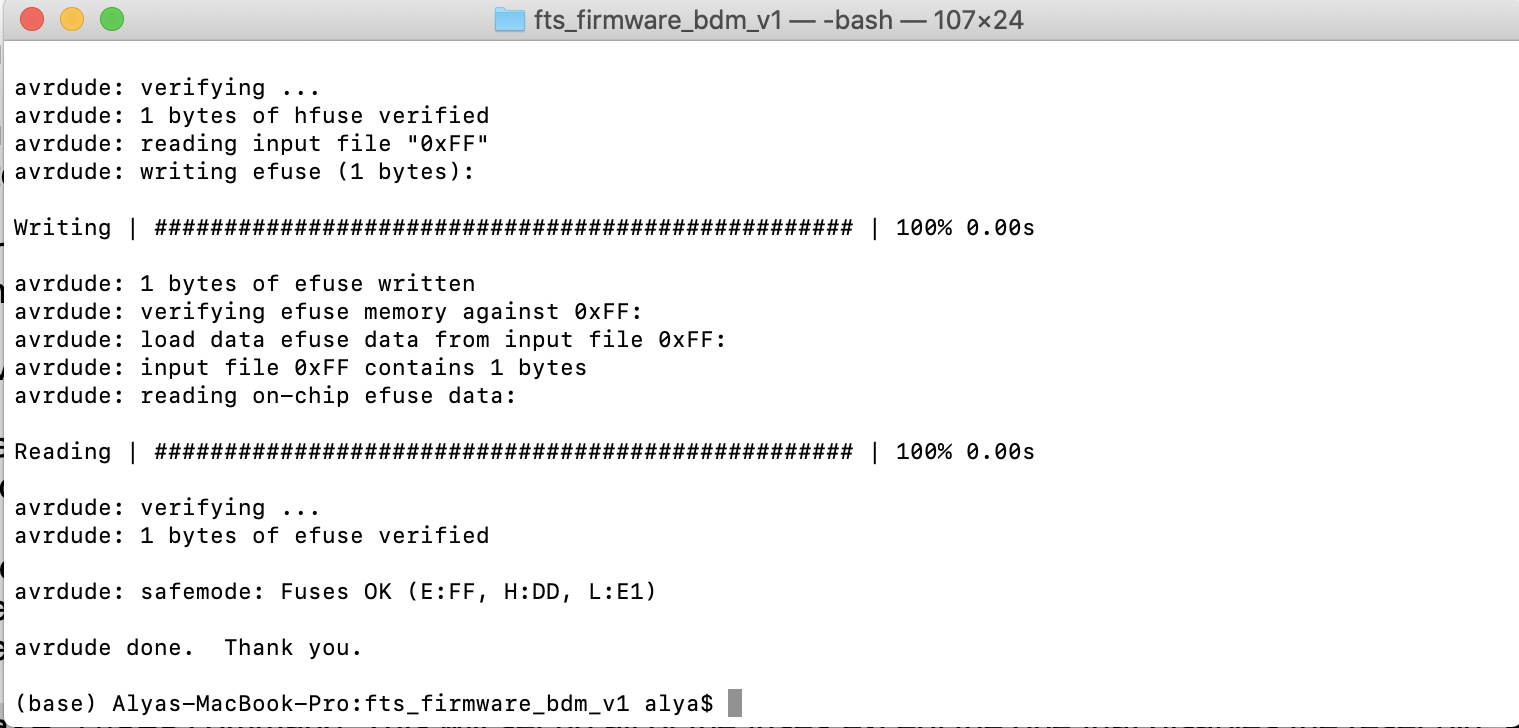 fts_firmware_bdm_v1 — -bash — 107×24
avrdude: verifying ...
avrdude: 1 bytes of hfuse verified
avrdude: reading input file "0xFF"
avrdude: writing efuse (1 bytes):
Writing | ################################################## | 100% 0.00s
avrdude: 1 bytes of efuse written
avrdude: verifying efuse memory against 0xFF:
avrdude: load data efuse data from input file 0xFF:
avrdude: input file 0xFF contains 1 bytes
avrdude: reading on-chip efuse data:
Reading | ################################################## | 100% 0.00s
avrdude: verifying ...
avrdude: 1 bytes of efuse verified
avrdude: safemode: Fuses OK (E:FF, H:DD, L:E1)
avrdude done.  Thank you.
(base) Alyas-MacBook-Pro:fts_firmware_bdm_v1 alya$